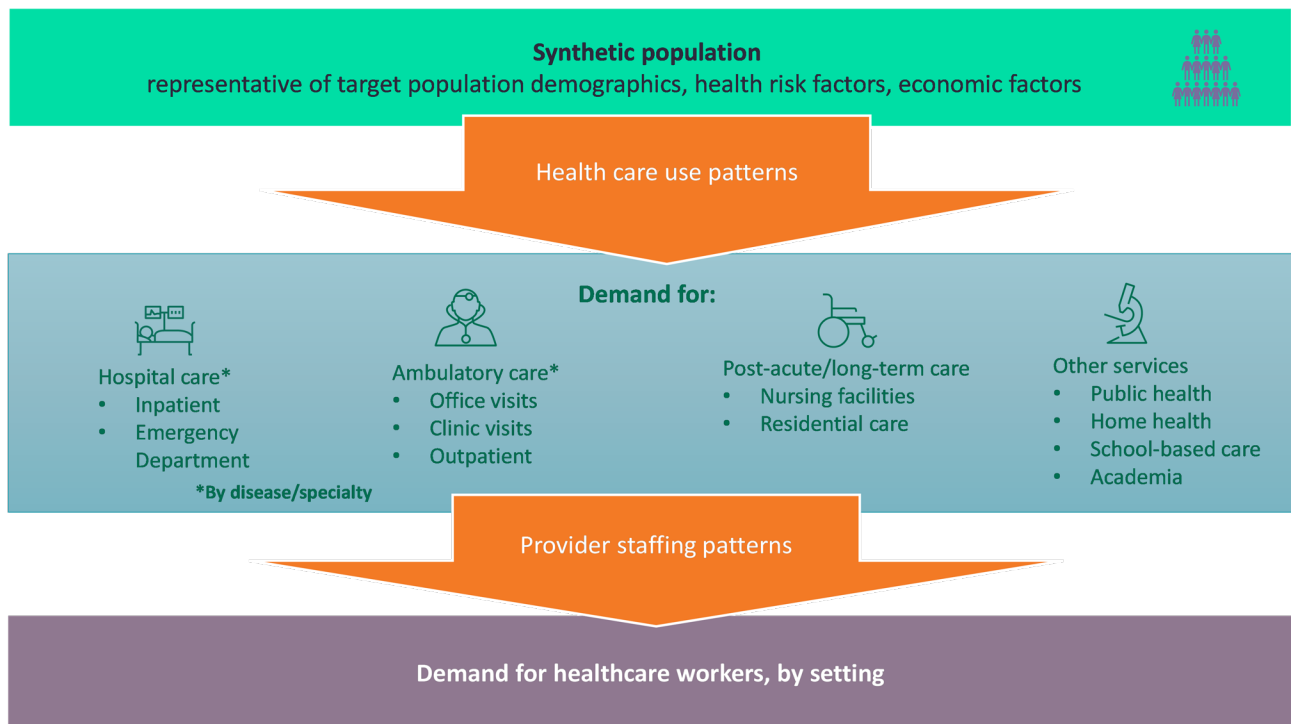 Synthetic population
representative of target population demographics, health risk factors, economic factors
Health care use patterns
Demand for:
Hospital care*
• Inpatient
• Emergency
Department
*By disease/specialty
Ambulatory care*
• Office visits
• Clinic visits
• Outpatient
Post-acute/long-term care
• Nursing facilities
• Residential care
Other services
• Public health
• Home health
• School-based care
• Academia
Provider staffing patterns
Demand for healthcare workers, by setting